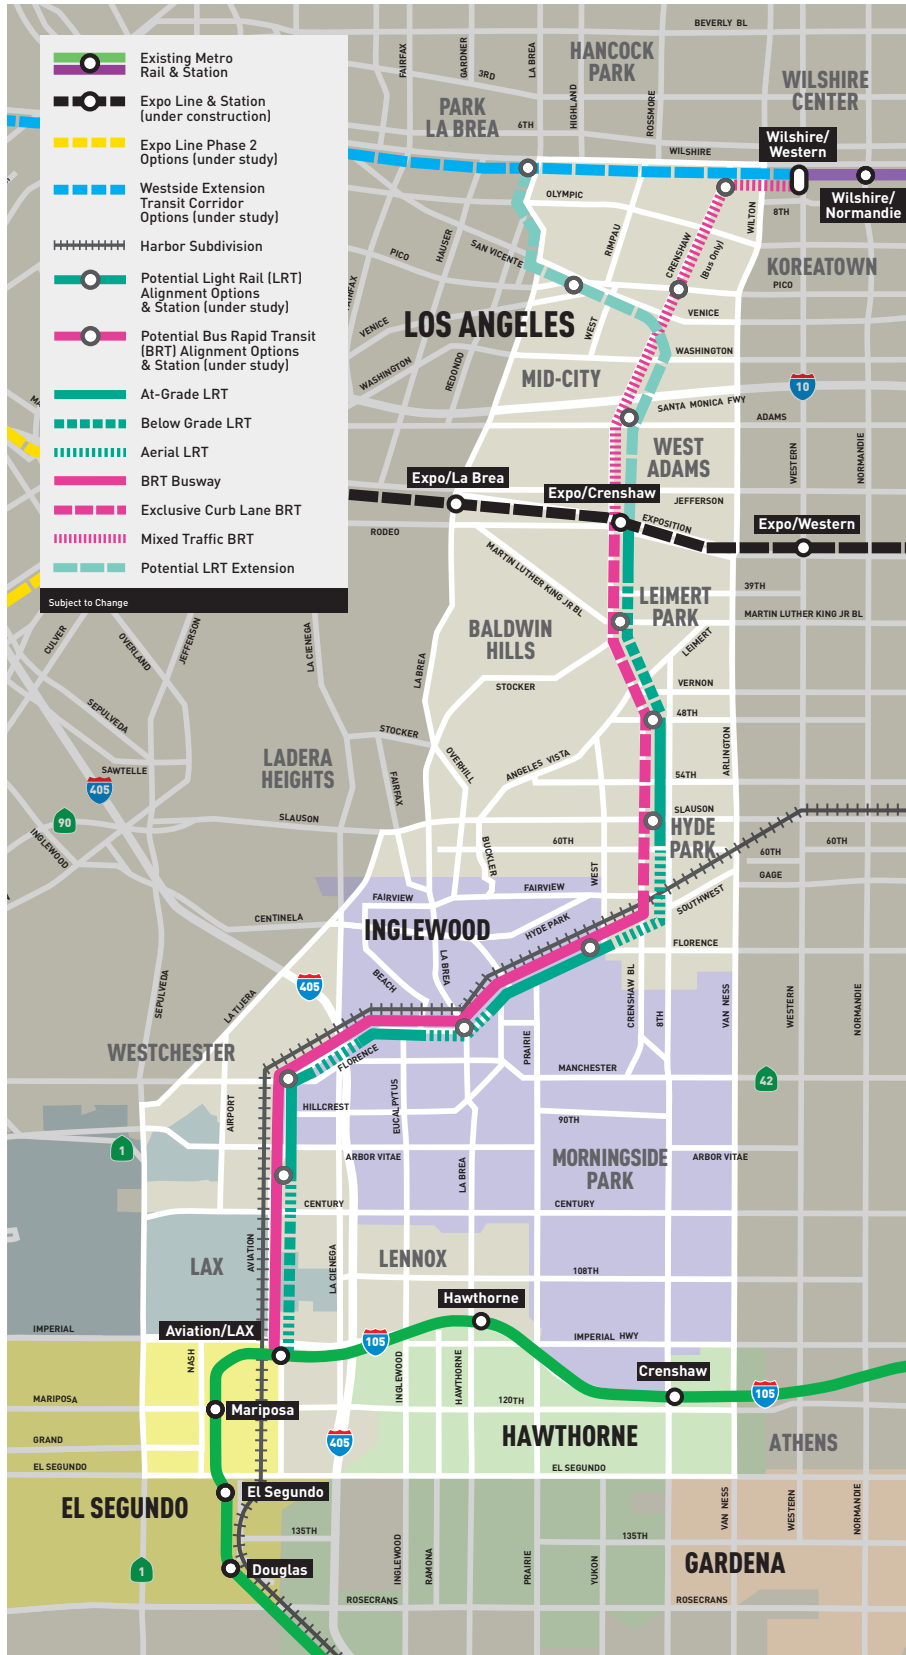 Existing Metro
Rail & Station
Expo Line & Station
(under construction)
Expo Line Phase 2
Options (under study)
Westside Extension
Transit Corridor
Options (under study)
Harbor Subdivision
Potential Light Rail (LRT)
Alignment Options
& Station (under study)
Potential Bus Rapid Transit
(BRT) Alignment Options
& Station (under study)
At-Grade LRT
Below Grade LRT
Aerial LRT
BRT Busway
Exclusive Curb Lane BRT
Mixed Traffic BRT
Potential LRT Extension
Subject to Change
BEVERLY BL
FAIRFAX
GARDNER
LA BREA
HANCOCK
PARK
3RD
WILSHIRE
CENTER
HIGHLAND
ROSSMORE
PARK
LA BREA
6TH
WILSHIRE
Wilshire/
Western
Wilshire/
Normandie
OLYMPIC
WILTON
8TH
RIMPAU
CRENSHAW
(Bus Only)
HAUSER
SAN VICENTE
PICO
KOREATOWN
PICO
LOS ANGELES
VENICE
WEST
VENICE
WASHINGTON
WASHINGTON
REDONDO
MID-CITY
10
SANTA MONICA FWY
ADAMS
WEST
ADAMS
WESTERN
NORMANDIE
Expo/La Brea
Expo/Crenshaw
JEFFERSON
EXPOSITION
Expo/Western
RODEO
MARTIN LUTHER KING JR BL
39TH
LEIMERT
PARK
MARTIN LUTHER KING JR BL
CULVER
OVERLAND
JEFFERSON
LA CIENEGA
LA BREA
BALDWIN
HILLS
LEIMERT
STOCKER
VERNON
SEPULVEDA
48TH
STOCKER
ARLINGTON
LADERA
HEIGHTS
OVERHILL
ANGELES VISTA
SAWTELLE
405
54TH
FAIRFAX
90
SLAUSON
SLAUSON
HYDE
PARK
INGLEWOOD
BUCKLER
60TH
60TH
60TH
WEST
GAGE
FAIRVIEW
FAIRVIEW
SOUTHWEST
CENTINELA
INGLEWOOD
HYDE PARK
FLORENCE
BEACH
LA BREA
405
SEPULVEDA
LA TIJERA
CRENSHAW BL
8TH
VAN NESS
WESTERN
NORMANDIE
WESTCHESTER
FLORENCE
PRAIRIE
MANCHESTER
42
AIRPORT
HILLCREST
EUCALPYTUS
90TH
1
ARBOR VITAE
LA BREA
MORNINGSIDE
PARK
ARBOR VITAE
CENTURY
CENTURY
LAX
AVIATION
LA CIENEGA
LENNOX
108TH
Hawthorne
IMPERIAL
Aviation/LAX
105
IMPERIAL HWY
NASH
INGLEWOOD
HAWTHORNE
Crenshaw
105
MARIPOSA
Mariposa
120TH
GRAND
405
HAWTHORNE
ATHENS
EL SEGUNDO
EL SEGUNDO
El Segundo
EL SEGUNDO
VAN NESS
WESTERN
NORMANDIE
135TH
135TH
INGLEWOOD
RAMONA
PRAIRIE
YUKON
GARDENA
1
Douglas
ROSECRANS
ROSECRANS